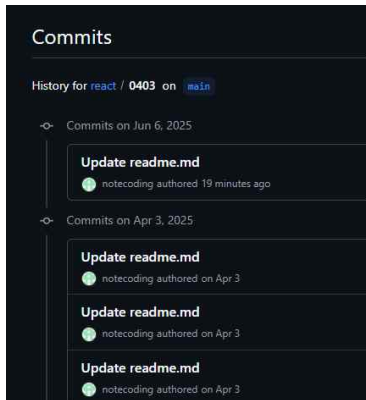 Commits
History for react / 0403 on main
Commits on Jun 6, 2025
Update readme.md
notecoding authored 19 minutes ago
Commits on Apr 3, 2025
Update readme.md
notecoding authored on Apr 3
Update readme.md
notecoding authored on Apr 3
Update readme.md
notecoding authored on Apr 3